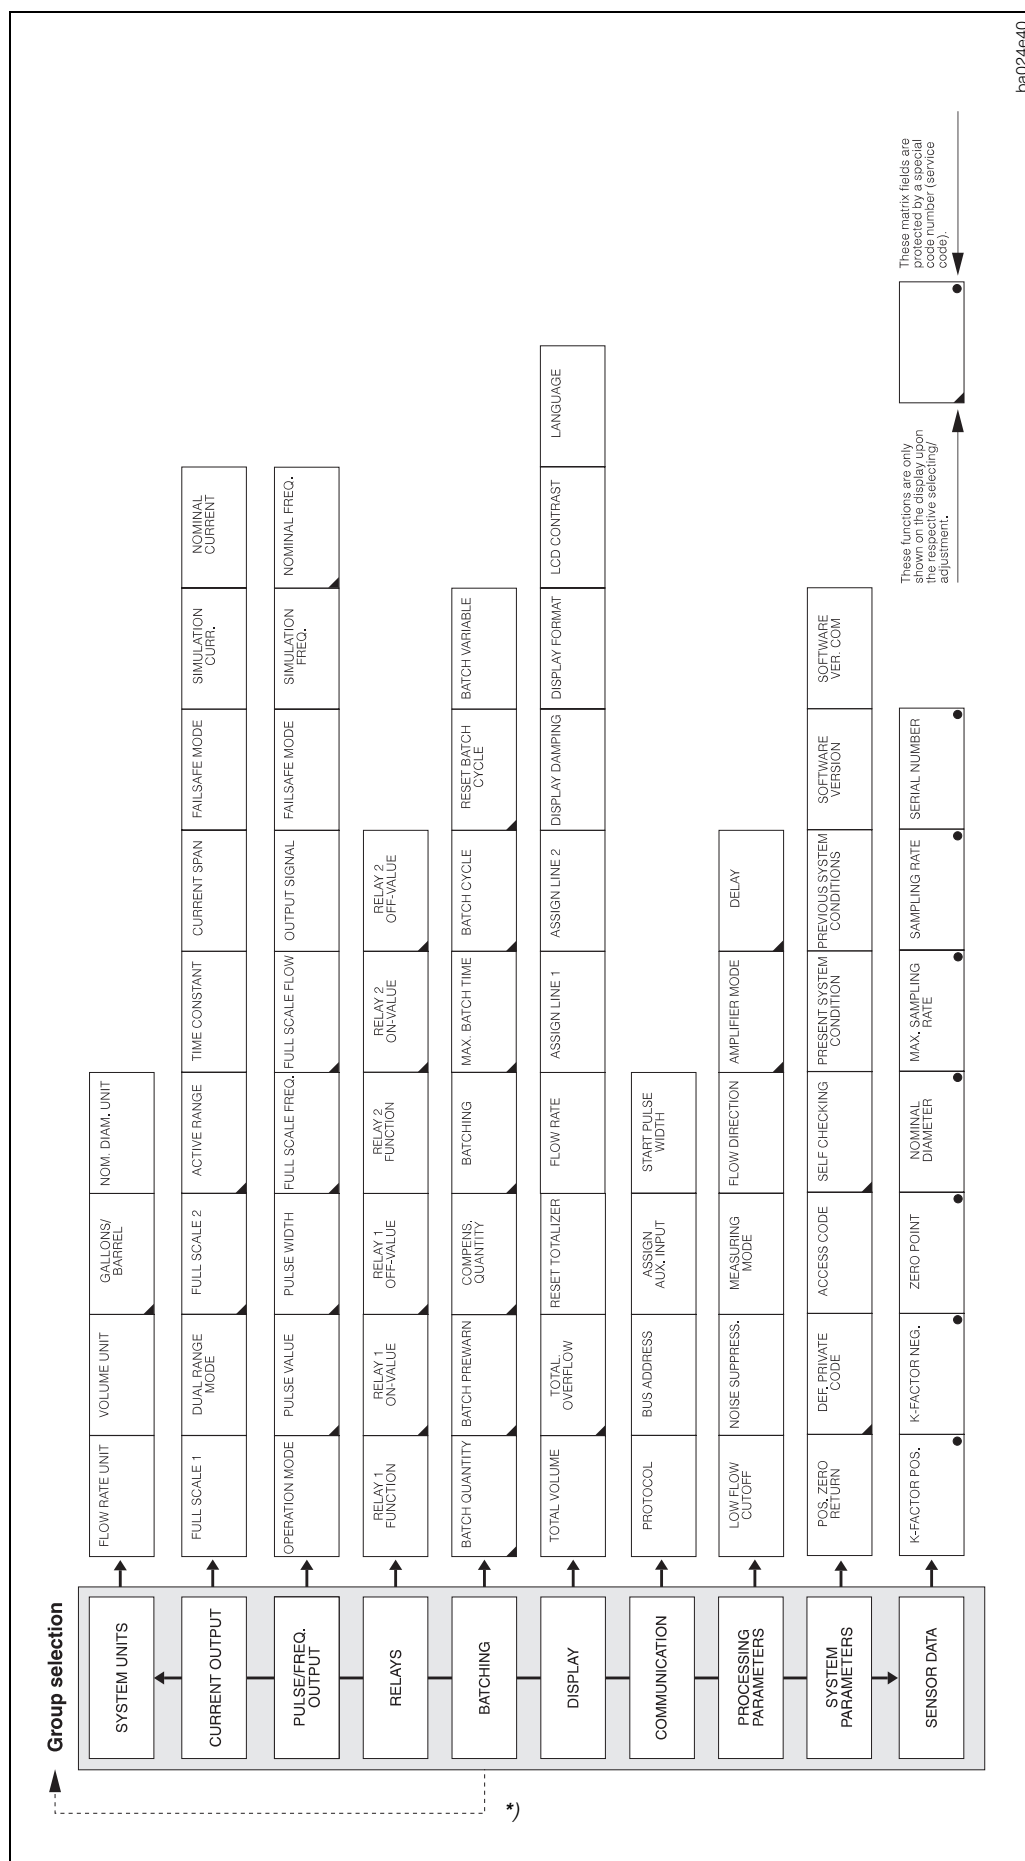 Group selection
SYSTEM UNITS
FLOW RATE UNIT
VOLUME UNIT
GALLONS/
BARREL
NOM. DIAM. UNIT
CURRENT OUTPUT
FULL SCALE 1
DUAL RANGE
MODE
FULL SCALE 2
ACTIVE RANGE
TIME CONSTANT
CURRENT SPAN
FAILSAFE MODE
SIMULATION
CURR.
NOMINAL
CURRENT
PULSE/FREQ.
OUTPUT
OPERATION MODE
PULSE VALUE
PULSE WIDTH
FULL SCALE FREQ.
FULL SCALE FLOW
OUTPUT SIGNAL
FAILSAFE MODE
SIMULATION
FREQ.
NOMINAL FREQ.
RELAYS
RELAY 1
FUNCTION
RELAY 1
ON-VALUE
RELAY 1
OFF-VALUE
RELAY 2
FUNCTION
RELAY 2
ON-VALUE
RELAY 2
OFF-VALUE
BATCHING
BATCH QUANTITY
BATCH PREWARN
COMPENS.
QUANTITY
BATCHING
MAX. BATCH TIME
BATCH CYCLE
RESET BATCH
CYCLE
BATCH VARIABLE
DISPLAY
TOTAL VOLUME
TOTAL.
OVERFLOW
RESET TOTALIZER
FLOW RATE
ASSIGN LINE 1
ASSIGN LINE 2
DISPLAY DAMPING
DISPLAY FORMAT
LCD CONTRAST
LANGUAGE
COMMUNICATION
PROTOCOL
BUS ADDRESS
ASSIGN
AUX. INPUT
START PULSE
WIDTH
PROCESSING
PARAMETERS
LOW FLOW
CUTOFF
NOISE SUPPRESS.
MEASURING
MODE
FLOW DIRECTION
AMPLIFIER MODE
DELAY
SYSTEM
PARAMETERS
POS. ZERO
RETURN
DEF. PRIVATE
CODE
ACCESS CODE
SELF CHECKING
PRESENT SYSTEM
CONDITION
PREVIOUS SYSTEM
CONDITIONS
SOFTWARE
VERSION
SOFTWARE
VER. COM
SENSOR DATA
K-FACTOR POS.
K-FACTOR NEG.
ZERO POINT
NOMINAL
DIAMETER
MAX. SAMPLING
RATE
SAMPLING RATE
SERIAL NUMBER
*)
These functions are only
shown on the display upon
the respective selecting/
adjustment.
These matrix fields are
protected by a special
code number (service
code).
ba024e40